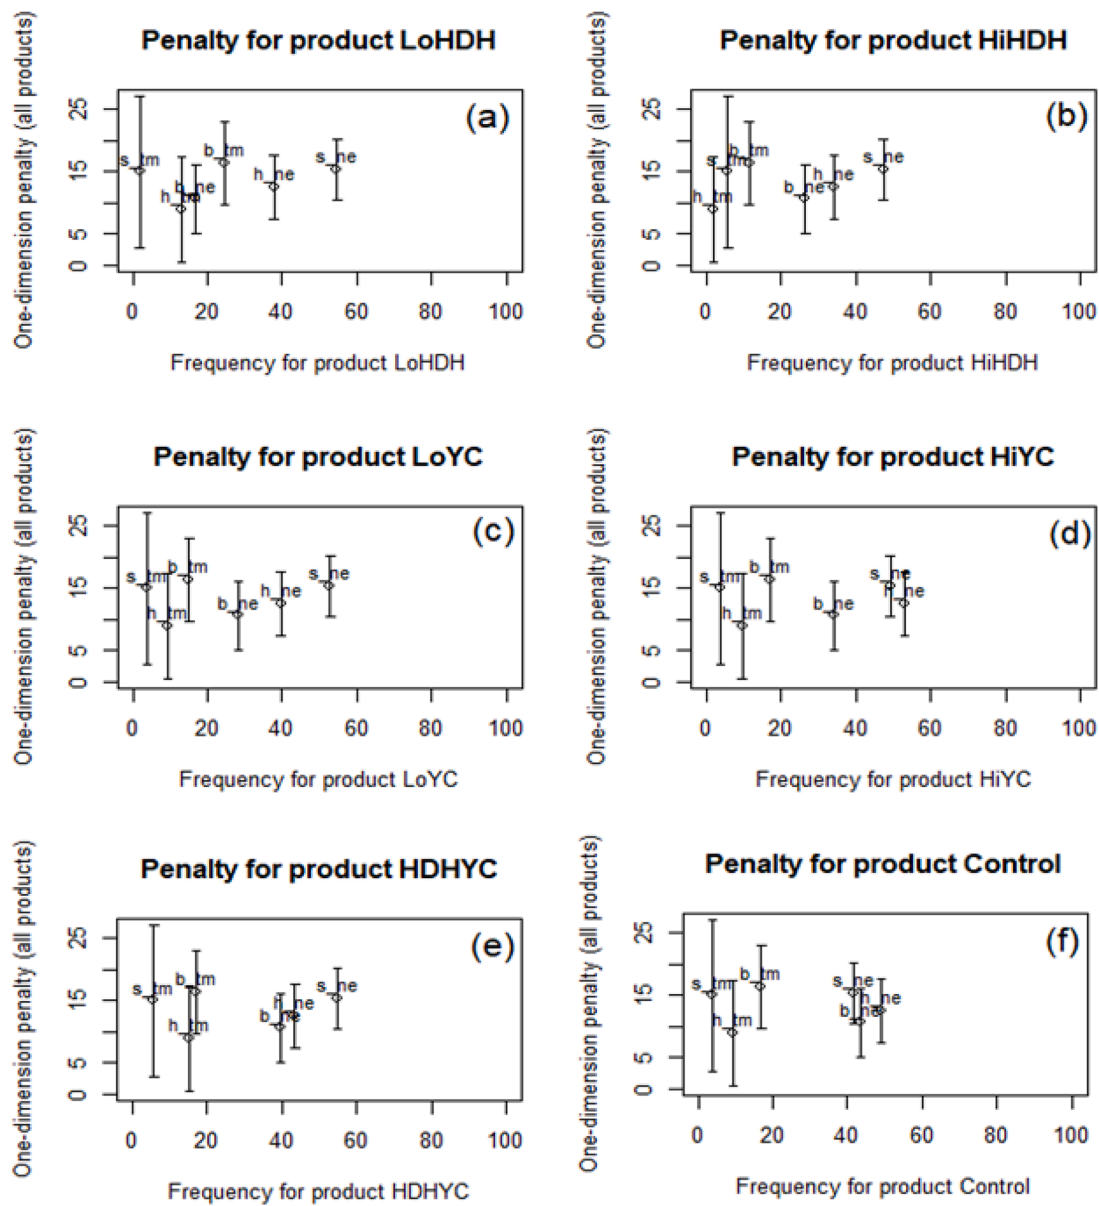 Penalty for product LoHDH
One-dimension penalty (all products)
25
15
5
0
(a)
s_tm
h_tm
b_ne
b_tm
h_ne
s_ne
0 20 40 60 80 100
Frequency for product LoHDH
Penalty for product HiHDH
One-dimension penalty (all products)
25
15
5
0
(b)
h_tm
s_tm
b_tm
b_ne
h_ne
s_ne
0 20 40 60 80 100
Frequency for product HiHDH
Penalty for product LoYC
One-dimension penalty (all products)
25
15
5
0
(c)
s_tm
h_tm
b_tm
b_ne
h_ne
s_ne
0 20 40 60 80 100
Frequency for product LoYC
Penalty for product HiYC
One-dimension penalty (all products)
25
15
5
0
(d)
s_tm
h_tm
b_tm
b_ne
s_ne
h_ne
0 20 40 60 80 100
Frequency for product HiYC
Penalty for product HDHYC
One-dimension penalty (all products)
25
15
5
0
(e)
s_tm
h_tm
b_tm
b_ne
h_ne
s_ne
0 20 40 60 80 100
Frequency for product HDHYC
Penalty for product Control
One-dimension penalty (all products)
25
15
5
0
(f)
s_tm
h_tm
b_tm
s_ne
b_ne
h_ne
0 20 40 60 80 100
Frequency for product Control